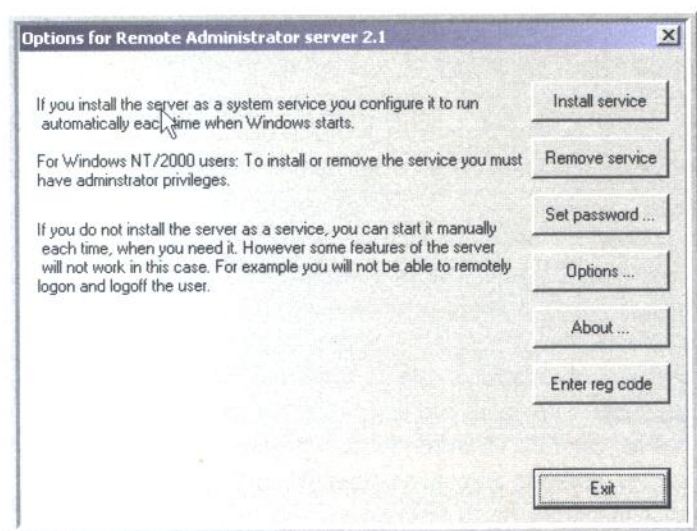 Options for Remote Administrator server 2.1
If you install the server as a system service you configure it to run
automatically each time when Windows starts.
For Windows NT/2000 users: To install or remove the service you must
have adminstrator privileges.
If you do not install the server as a service, you can start it manually
each time, when you need it. However some features of the server
will not work in this case. For example you will not be able to remotely
logon and logoff the user.
Install service
Remove service
Set password ...
Options ...
About ...
Enter reg code
Exit